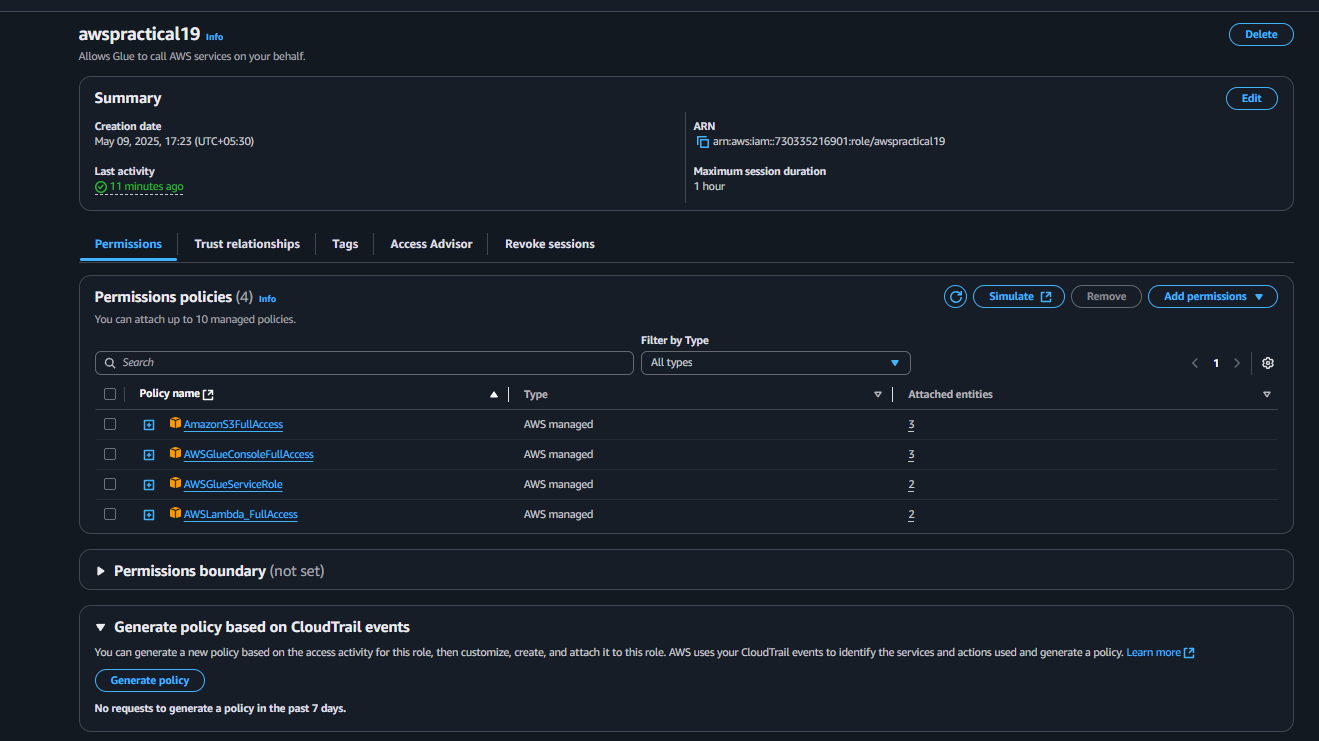 awspractical19 Info
Delete
Allows Glue to call AWS services on your behalf.
Summary
Edit
Creation date
May 09, 2025, 17:23 (UTC+05:30)
ARN
arn:aws:iam::730335216901:role/awspractical19
Last activity
11 minutes ago
Maximum session duration
1 hour
Permissions
Trust relationships
Tags
Access Advisor
Revoke sessions
Permissions policies (4) Info
Simulate
Remove
Add permissions
You can attach up to 10 managed policies.
Filter by Type
Search
All types
1
Policy name
Type
Attached entities
AmazonS3FullAccess
AWS managed
3
AWSGlueConsoleFullAccess
AWS managed
3
AWSGlueServiceRole
AWS managed
2
AWSLambda_FullAccess
AWS managed
2
Permissions boundary (not set)
Generate policy based on CloudTrail events
You can generate a new policy based on the access activity for this role, then customize, create, and attach it to this role. AWS uses your CloudTrail events to identify the services and actions used and generate a policy. Learn more
Generate policy
No requests to generate a policy in the past 7 days.